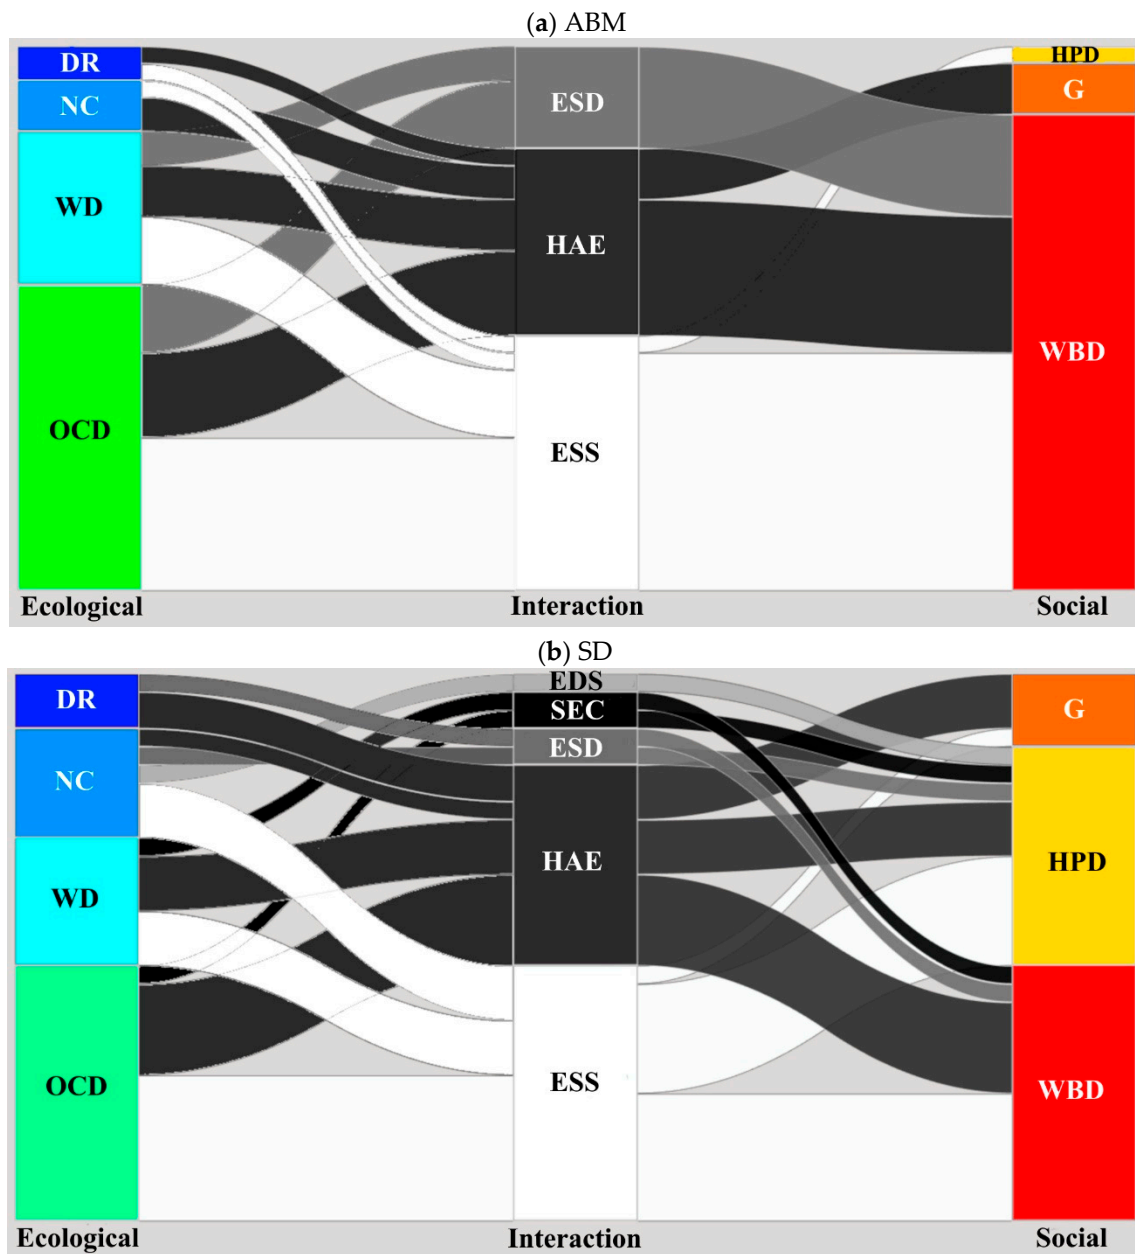 (a) ABM
DR
NC
WD
OCD
ESD
HAE
ESS
HPD
G
WBD
Ecological
Interaction
Social
(b) SD
DR
NC
WD
OCD
EDS
SEC
ESD
HAE
ESS
G
HPD
WBD
Ecological
Interaction
Social